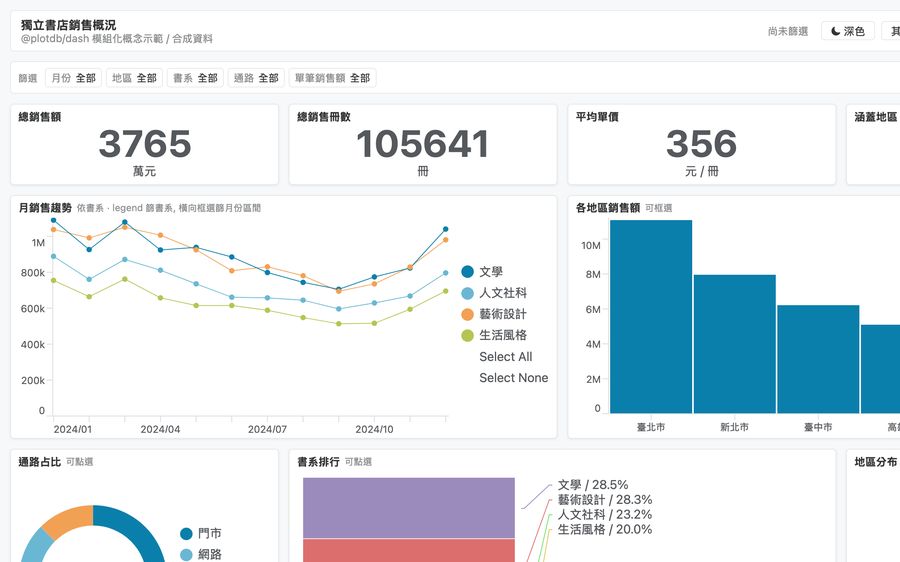 獨立書店銷售概況
@plotdb/dash 模組化概念示範 / 合成資料
尚未篩選
深色
篩選 月份 全部 地區 全部 書系 全部 通路 全部 單筆銷售額 全部
總銷售額
3765
萬元
總銷售冊數
105641
冊
平均單價
356
元 / 冊
涵蓋地區
月銷售趨勢 依書系 · legend 篩書系, 橫向框選篩月份區間
1M
800k
600k
400k
200k
0
2024/01 2024/04 2024/07 2024/10
文學
人文社科
藝術設計
生活風格
Select All
Select None
各地區銷售額 可框選
10M
8M
6M
4M
2M
0
臺北市 新北市 臺中市
通路占比 可點選
門市
網路
書系排行 可點選
文學 / 28.5%
藝術設計 / 28.3%
人文社科 / 23.2%
生活風格 / 20.0%
地區分布